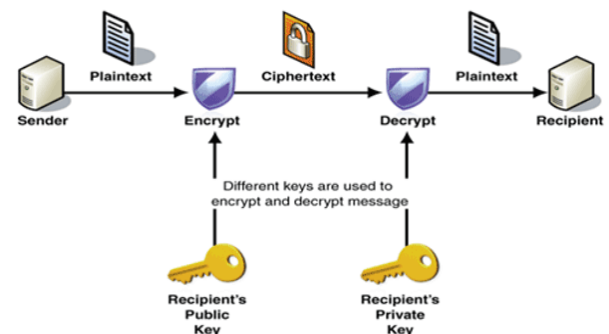 Plaintext
Ciphertext
Plaintext
Sender
Encrypt
Decrypt
Recipient
Different keys are used to
encrypt and decrypt message
Recipient's
Public
Key
Recipient's
Private
Key